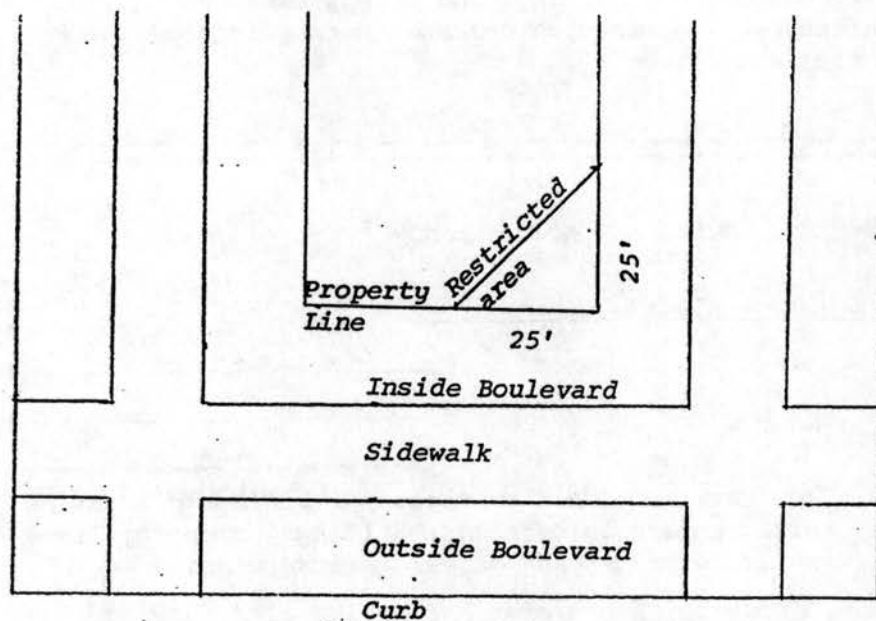 Restricted
area
25'
Property
Line
25'
Inside Boulevard
Sidewalk
Outside Boulevard
Curb